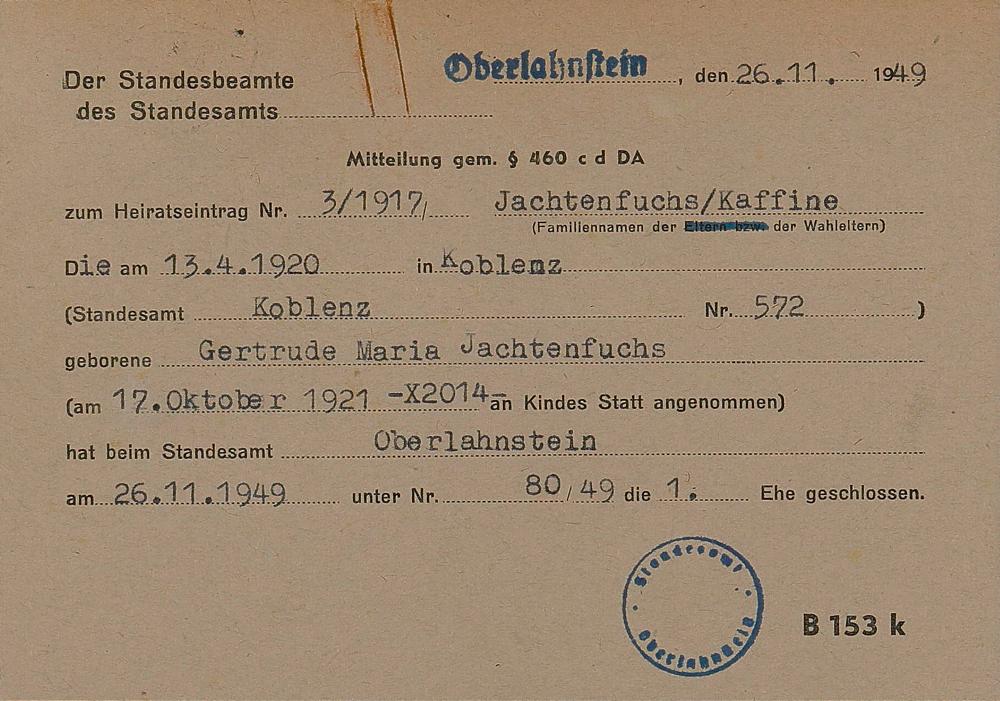 Oberlahnstein, den 26.11. 1949
Der Standesbeamte
des Standesamts
Mitteilung gem. § 460 c d DA
zum Heiratseintrag Nr. 3/1917, Jachtenfuchs/Kaffine
(Familiennamen der Eltern bzw. der Wahleltern)
Die am 13.4.1920 in Koblenz
(Standesamt Koblenz Nr. 572 )
geborene Gertrude Maria Jachtenfuchs
(am 17.Oktober 1921 -X2014- an Kindes Statt angenommen)
hat beim Standesamt Oberlahnstein
am 26.11.1949 unter Nr. 80/49 die 1. Ehe geschlossen.
Standesamt
Oberlahnstein
B 153 k